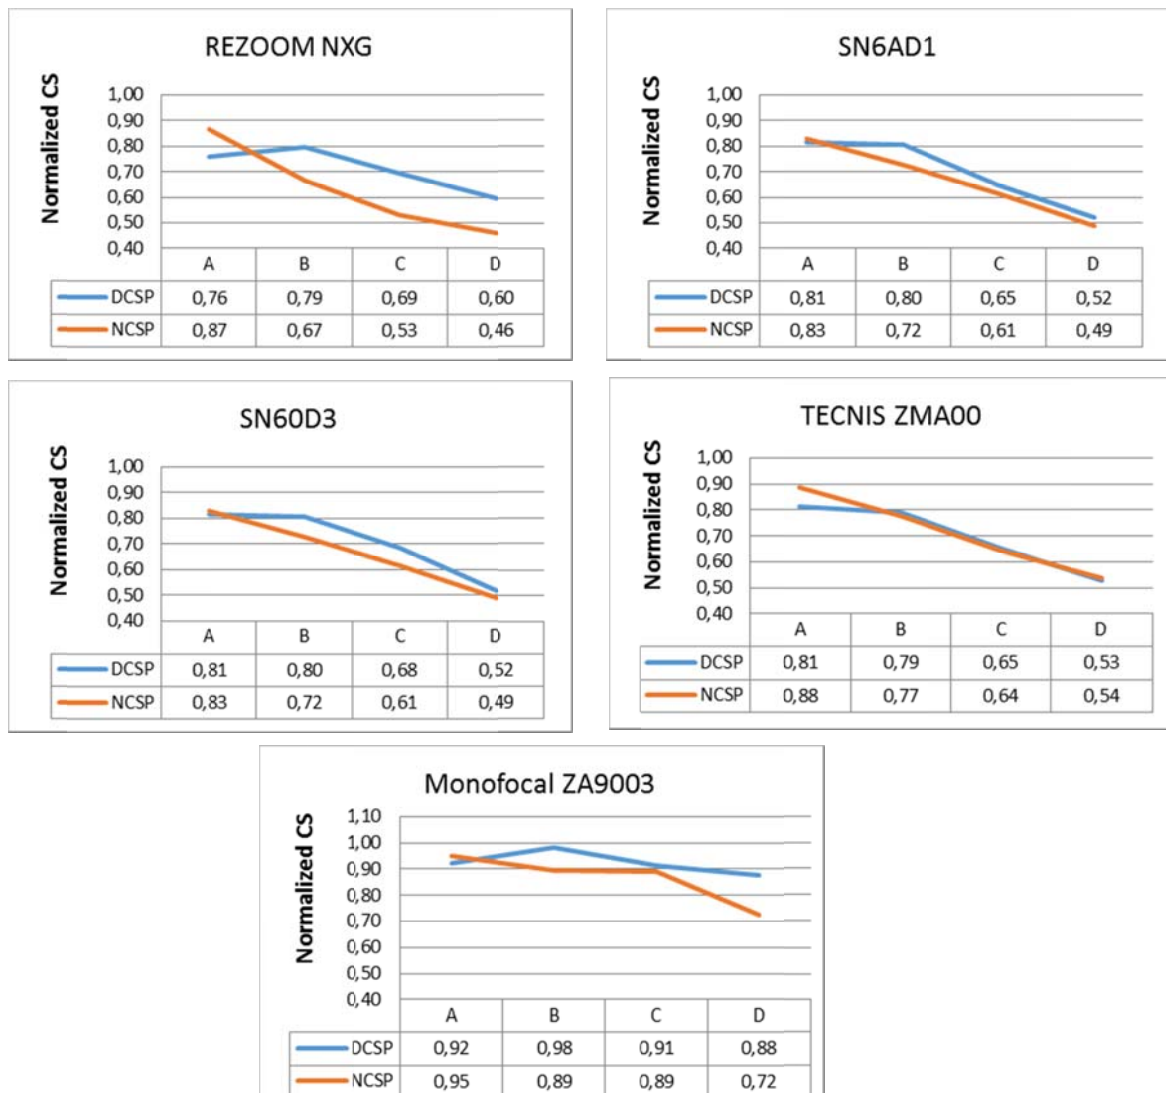 REZOOM NXG
Normalized CS
1,00
0,90
0,80
0,70
0,60
0,50
0,40
A B C D
DCSP 0,76 0,79 0,69 0,60
NCSP 0,87 0,67 0,53 0,46
SN6AD1
Normalized CS
1,00
0,90
0,80
0,70
0,60
0,50
0,40
A B C D
DCSP 0,81 0,80 0,65 0,52
NCSP 0,83 0,72 0,61 0,49
SN60D3
Normalized CS
1,00
0,90
0,80
0,70
0,60
0,50
0,40
A B C D
DCSP 0,81 0,80 0,68 0,52
NCSP 0,83 0,72 0,61 0,49
TECNIS ZMA00
Normalized CS
1,00
0,90
0,80
0,70
0,60
0,50
0,40
A B C D
DCSP 0,81 0,79 0,65 0,53
NCSP 0,88 0,77 0,64 0,54
Monofocal ZA9003
Normalized CS
1,10
1,00
0,90
0,80
0,70
0,60
0,50
0,40
A B C D
DCSP 0,92 0,98 0,91 0,88
NCSP 0,95 0,89 0,89 0,72